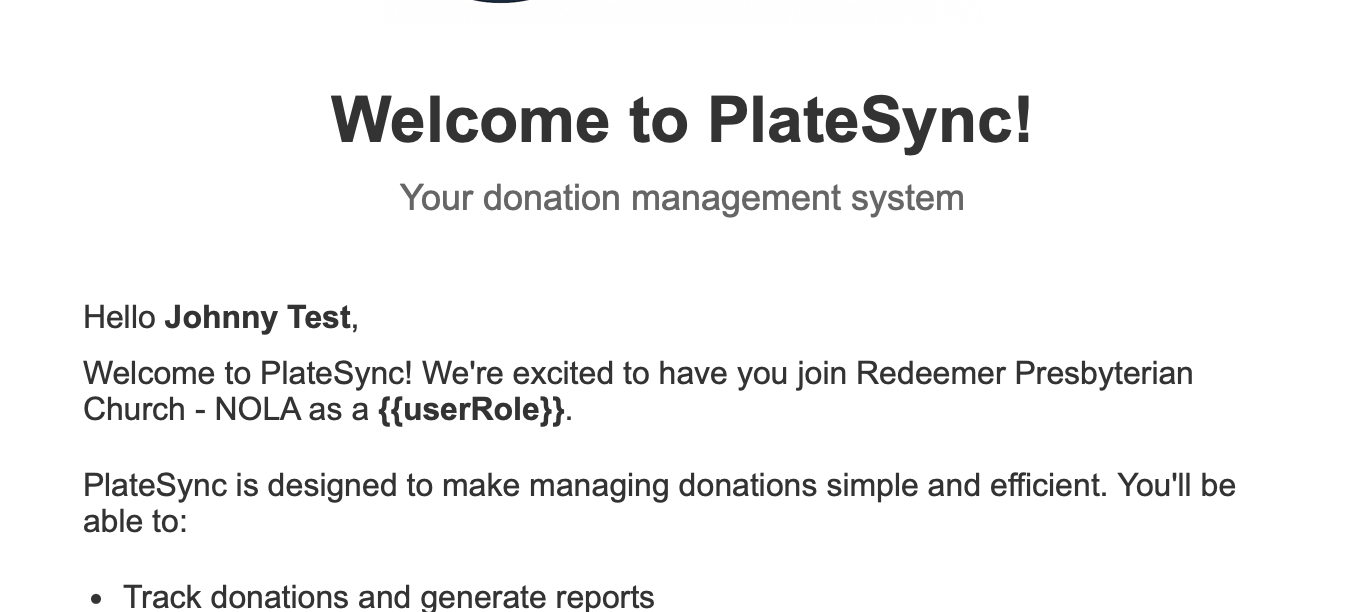 Welcome to PlateSync!
Your donation management system
Hello Johnny Test,
Welcome to PlateSync! We're excited to have you join Redeemer Presbyterian
Church - NOLA as a {{userRole}}.
PlateSync is designed to make managing donations simple and efficient. You'll be
able to:
• Track donations and generate reports